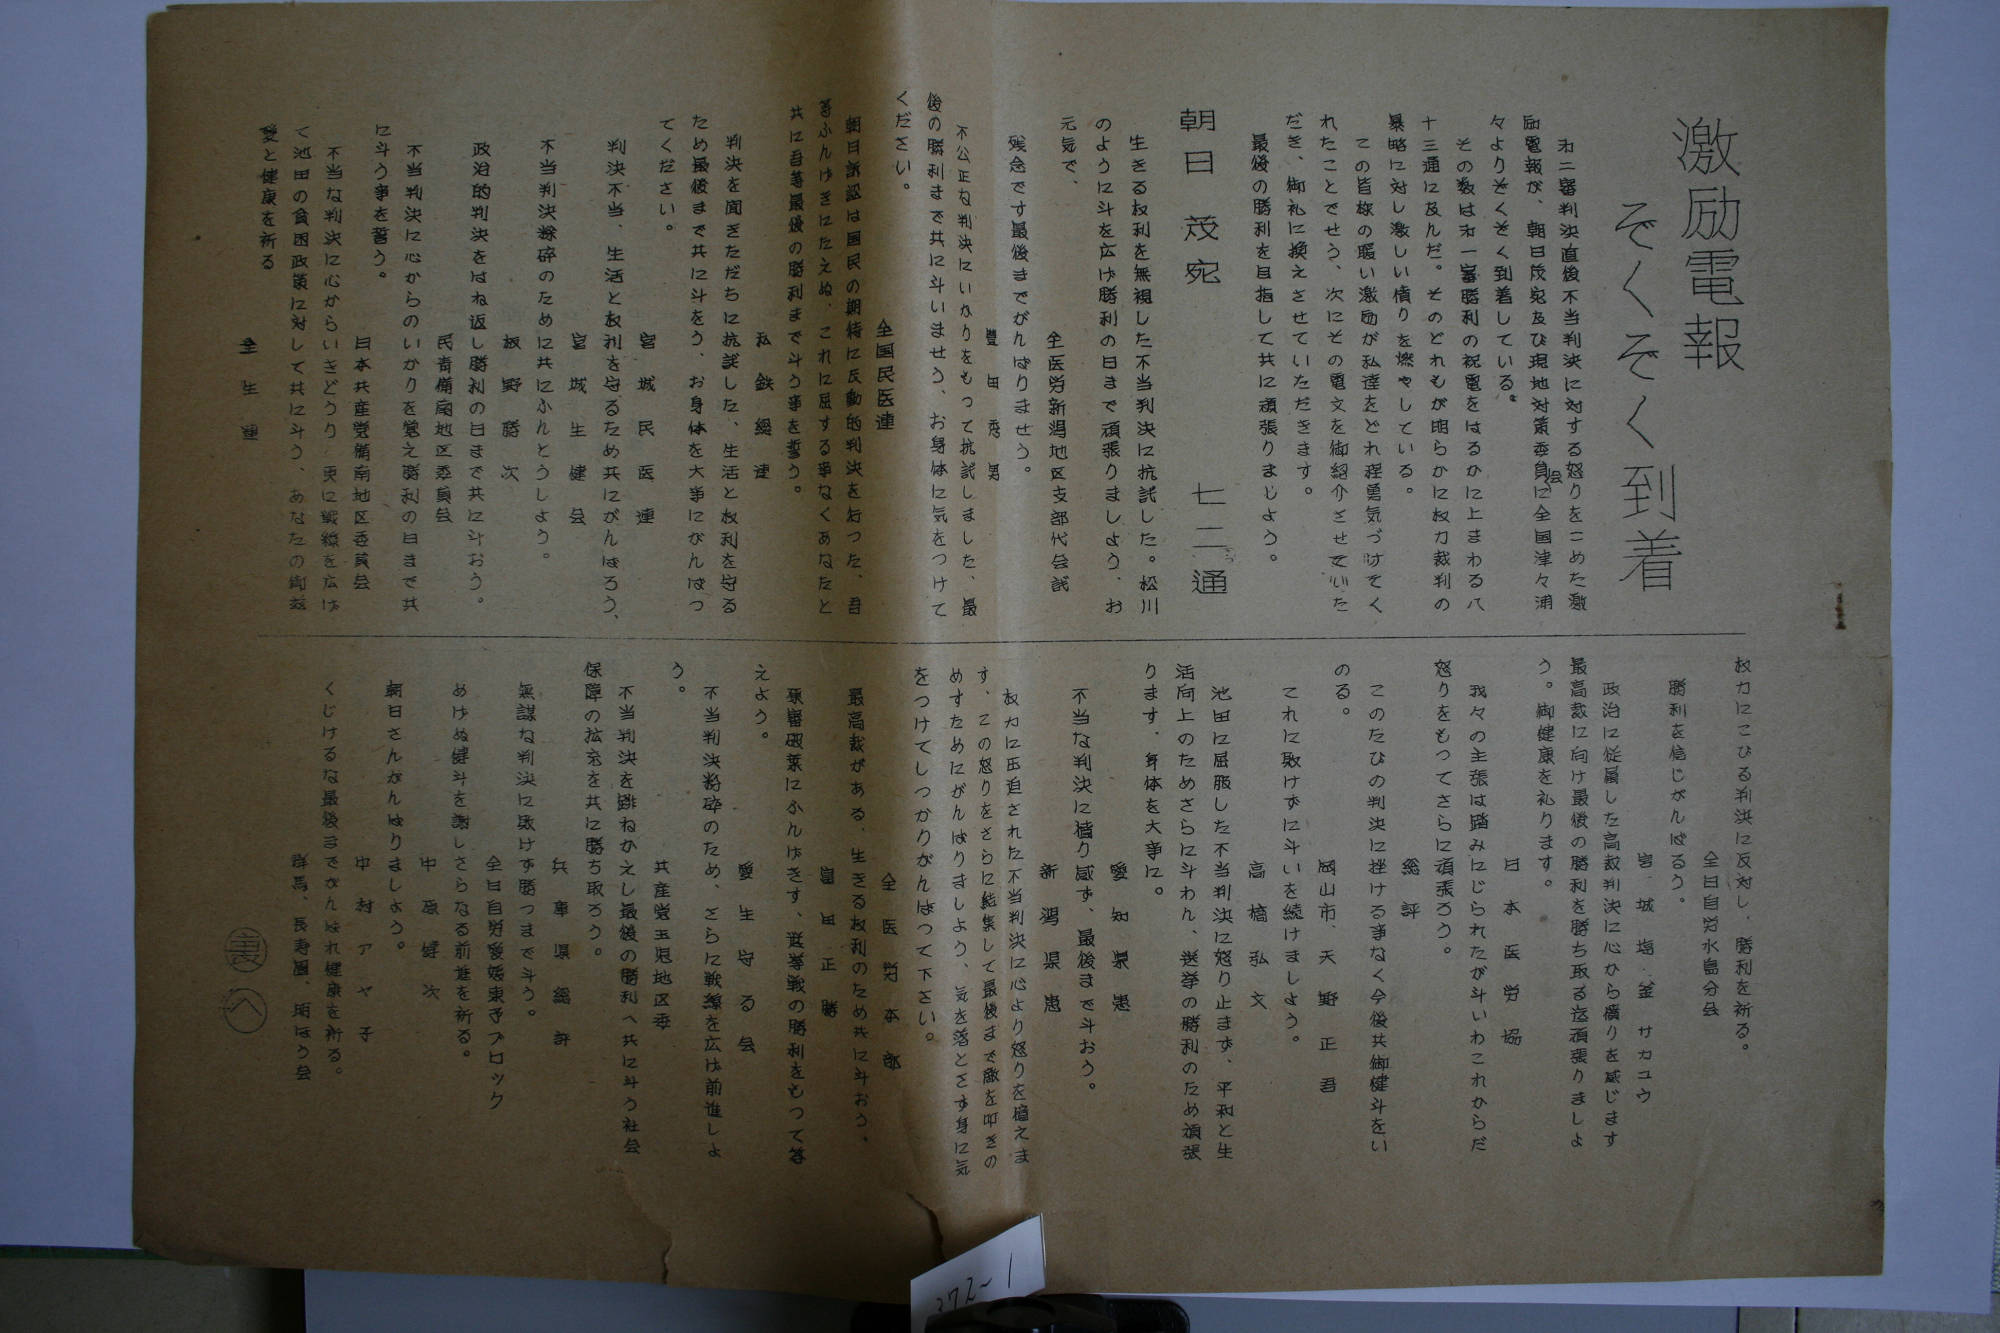 激励電報
ぞくぞく到着
才二審判決直後不当判決に対する怒りをこめた激
励電報が、朝日茂宛及び現地対策委員会に全国津々浦
々よりぞくぞく到着している。
その数は才一審勝利の祝電をはるかに上まわる八
十三通に及んだ。そのどれもが明らかに权力裁判の
暴略に対し激しい憤りを燃やしている。
この皆様の暖い激励が私達をどれ程勇気づけてく
れたことでせう、次にその電文を御紹介させていた
だき、御礼に換えさせていただきます。
最後の勝利を目指して共に頑張りましよう。
朝日茂宛 七二通
生きる权利を無視した不当判決に抗試した。松川
のように斗を広げ勝利の日まで頑張りましよう、お
元気で、
全医労新潟地区支部代会試
残念です最後までがんばりませう。
豊田秀男
不公正な判決にいかりをもって抗試しました、最
後の勝利まで共に斗いませう、お身体に気をつけて
ください。
全国民医連
朝日訴訟は国民の期待に反動的判決を行った、吾
等ふんげきにたえぬ、これに屈する事なくあなたと
共に吾等最後の勝利まで斗う事を誓う。
私鉄総連
判決を聞きただちに抗試した、生活と权利を守る
ため最後まで共に斗をう、お身体を大事にがんばつ
てください。
宮城民医連
判決不当、生活と权利を守るため共にがんばろう、
宮城生健会
不当判決粉砕のために共にふんとうしよう。
板野勝次
政治的判決をはね返し勝利の日まで共に斗おう。
民青備南地区委員会
不当判決に心からのいかりを覚え勝利の日まで共
に斗う事を誓う。
日本共産党備南地区委員会
不当な判決に心からいきどうり、更に戦線を広げ
て池田の貧困政策に対して共に斗う、あなたの御慈
愛と健康を祈る
全生連
权力にこびる判決に反対し、勝利を祈る。
全日自労水島分会
勝利を信じがんばろう。
宮城塩釜サカユウ
政治に従属した高裁判決に心から憤りを感じます
最高裁に向け最後の勝利を勝ち取る迄頑張りましよ
う。御健康を礼ります。
日本医労協
我々の主張は踏みにじられたが斗いわこれからだ
怒りをもつてさらに頑張ろう。
総評
このたびの判決に挫ける事なく今後共御健斗をい
のる。
岡山市、天野正吾
これに敗けずに斗いを続けましよう。
高橋弘文
池田に屈服した不当判決に怒り止まず、平和と生
活向上のためさらに斗わん、送挙の勝利のため頑張
ります、身体を大事に。
愛知県患
不当な判決に憤り感ず、最後まで斗おう。
新潟県患
权力に圧迫された不当判決に心より怒りを憶えま
す、この怒りをさらに結集して最後まで敵を叩きの
めすためにがんばりましよう、気を落とさず身に気
をつけてしつかりがんばつて下さい。
全医労本部
最高裁がある、生きる权利のため共に斗おう、
冨田正勝
原審破棄にふんげきす、送挙戦の勝利をもつて答
えよう。
愛生守る会
不当判決粉砕のため、さらに戦線を広げ前進しよ
う。
共産党玉児地区委
不当判決を跳ねかえし最後の勝利へ共に斗う社会
保障の拡充を共に勝ち取ろう。
兵庫県総評
無謀な判決に敗けず勝つまで斗う。
全日自労愛媛東予ブロック
めげぬ健斗を謝しさらなる前進を祈る。
中原健次
朝日さんがんばりましよう。
中村アヤ子
くじけるな最後までがんばれ健康を祈る。
群馬、長寿園、明ほう会
裏へ
372-1